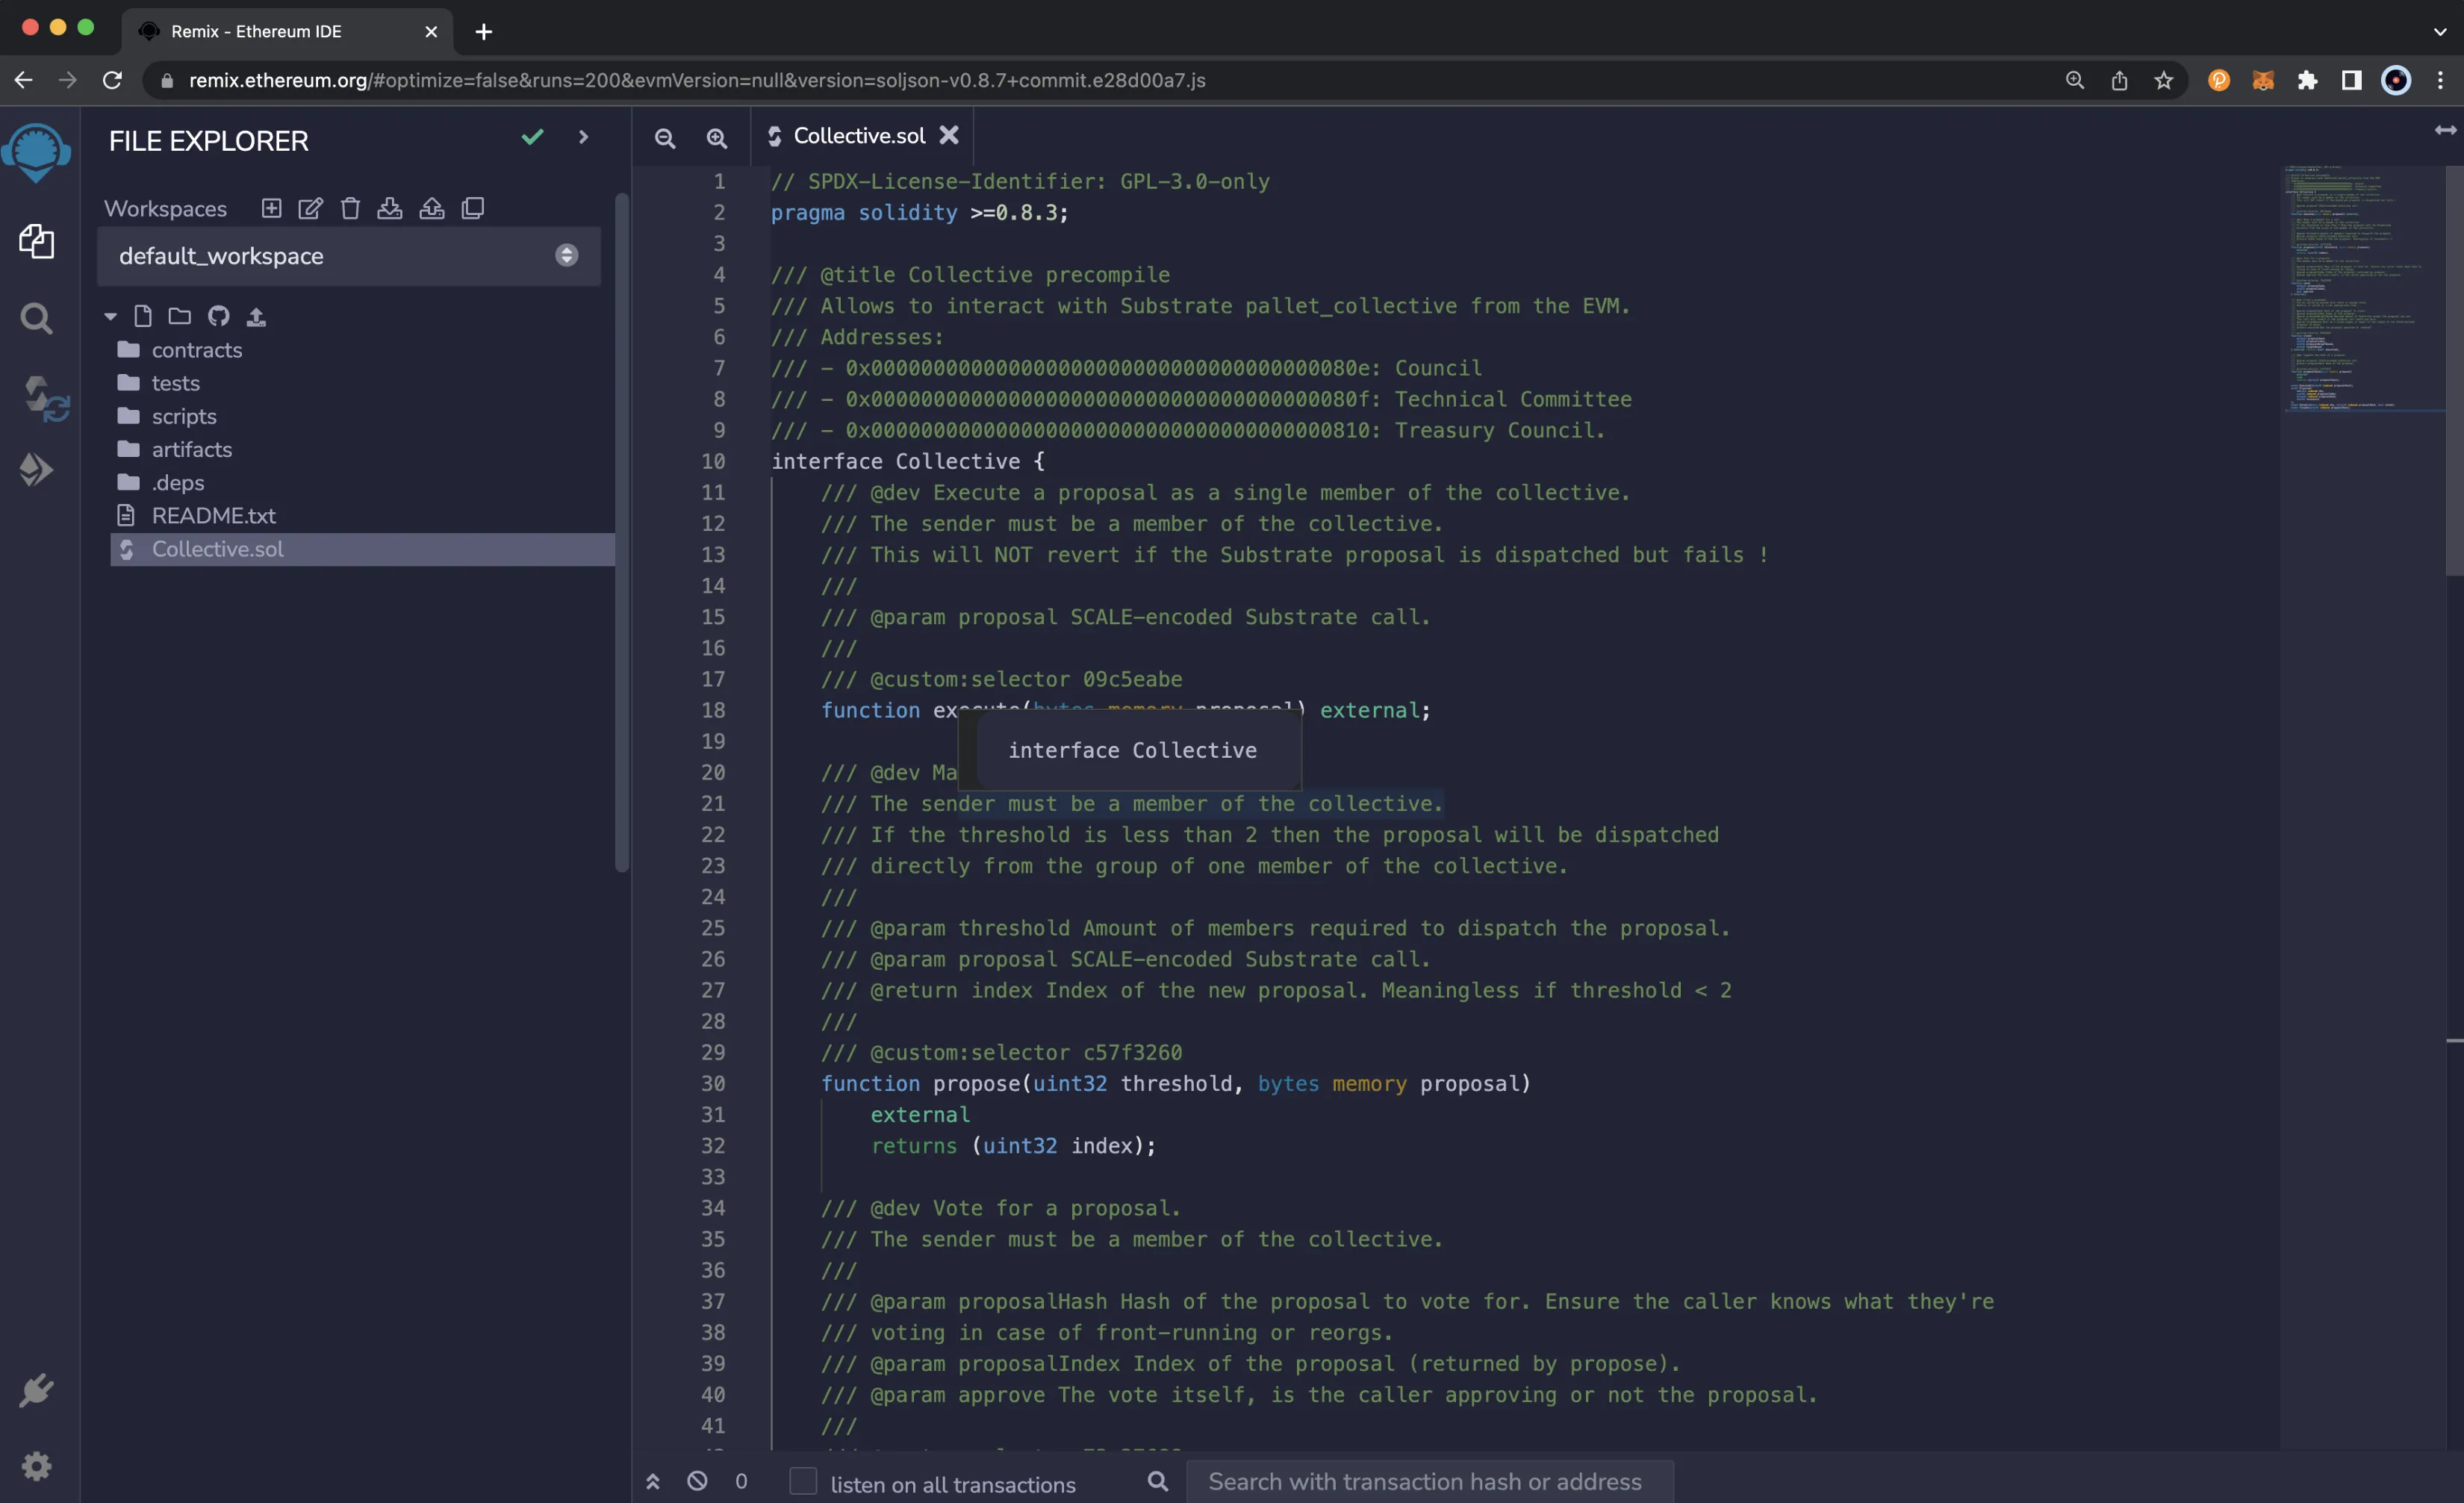 Remix - Ethereum IDE
remix.ethereum.org/#optimize=false&runs=200&evmVersion=null&version=soljson-v0.8.7+commit.e28d00a7.js
FILE EXPLORER
Workspaces
default_workspace
contracts
tests
scripts
artifacts
.deps
README.txt
Collective.sol
Collective.sol
1 // SPDX-License-Identifier: GPL-3.0-only
2 pragma solidity >=0.8.3;
3
4 /// @title Collective precompile
5 /// Allows to interact with Substrate pallet_collective from the EVM.
6 /// Addresses:
7 /// - 0x000000000000000000000000000000000000080e: Council
8 /// - 0x000000000000000000000000000000000000080f: Technical Committee
9 /// - 0x0000000000000000000000000000000000000810: Treasury Council.
10 interface Collective {
11 /// @dev Execute a proposal as a single member of the collective.
12 /// The sender must be a member of the collective.
13 /// This will NOT revert if the Substrate proposal is dispatched but fails !
14 ///
15 /// @param proposal SCALE-encoded Substrate call.
16 ///
17 /// @custom:selector 09c5eabe
18 function execute(bytes memory proposal) external;
19
interface Collective
20 /// @dev Ma
21 /// The sender must be a member of the collective.
22 /// If the threshold is less than 2 then the proposal will be dispatched
23 /// directly from the group of one member of the collective.
24 ///
25 /// @param threshold Amount of members required to dispatch the proposal.
26 /// @param proposal SCALE-encoded Substrate call.
27 /// @return index Index of the new proposal. Meaningless if threshold < 2
28 ///
29 /// @custom:selector c57f3260
30 function propose(uint32 threshold, bytes memory proposal)
31 external
32 returns (uint32 index);
33
34 /// @dev Vote for a proposal.
35 /// The sender must be a member of the collective.
36 ///
37 /// @param proposalHash Hash of the proposal to vote for. Ensure the caller knows what they're
38 /// voting in case of front-running or reorgs.
39 /// @param proposalIndex Index of the proposal (returned by propose).
40 /// @param approve The vote itself, is the caller approving or not the proposal.
41 ///
0
listen on all transactions
Search with transaction hash or address